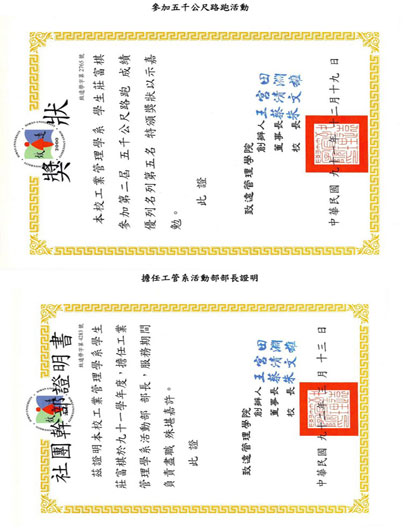 參加五千公尺路跑活動
獎狀
致遠學字第2765號
本校工業管理學系 學生莊富棋
參加第二屆 五千公尺路跑 成績
優異名列第五名 特頒獎狀以示嘉
勉。
此 證
致遠管理學院
創辦人 王宮田
董事長 蔡清淵
校長 朱文雄
中華民國 九十一年 十二月十九日
擔任工管系活動部部長證明
社團幹部證明書
致遠學字第4283號
茲證明本校工業管理學系學生
莊富棋於九十一學年度，擔任工業
管理學系活動部 部長，服務期間
負責盡職 殊堪嘉許。
此 證
致遠管理學院
創辦人 王宮田
董事長 蔡清淵
校長 朱文雄
中華民國 九十二年 月十三日